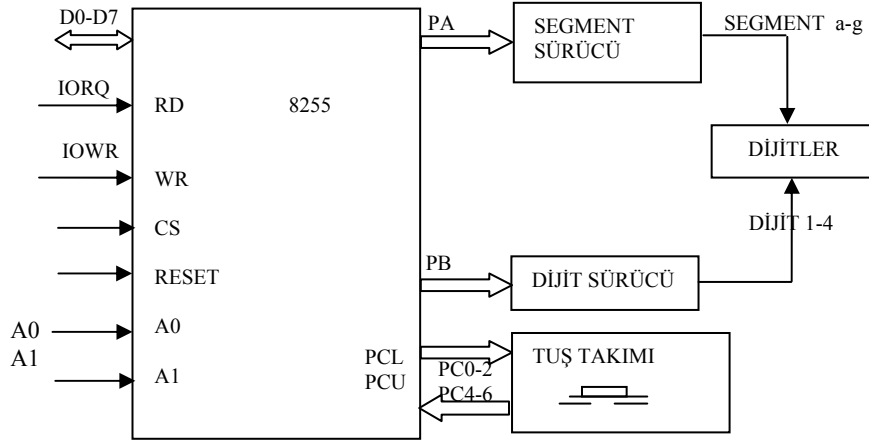 D0-D7
IORQ
RD
IOWR
WR
CS
RESET
A0
A0
A1
A1
8255
PA
SEGMENT
SÜRÜCÜ
SEGMENT a-g
DİJİTLER
DİJİT 1-4
PB
DİJİT SÜRÜCÜ
PCL
PCU
PC0-2
PC4-6
TUŞ TAKIMI